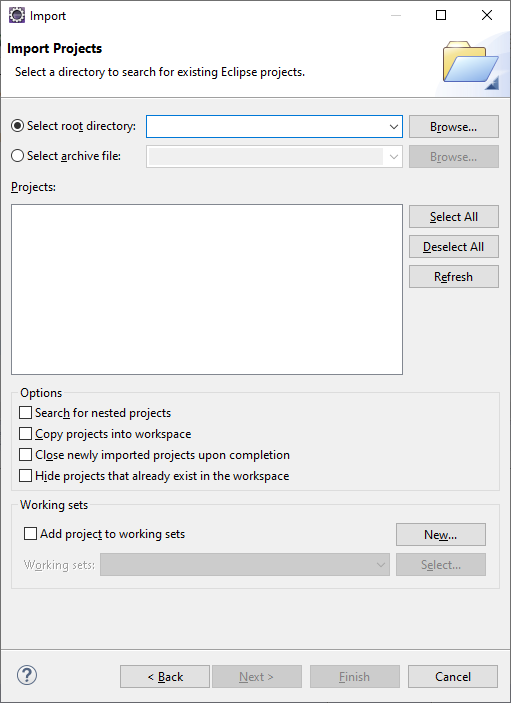 Import
Import Projects
Select a directory to search for existing Eclipse projects.
Select root directory:
Browse...
Select archive file:
Browse...
Projects:
Select All
Deselect All
Refresh
Options
Search for nested projects
Copy projects into workspace
Close newly imported projects upon completion
Hide projects that already exist in the workspace
Working sets
Add project to working sets
New...
Working sets:
Select...
?
< Back
Next >
Finish
Cancel